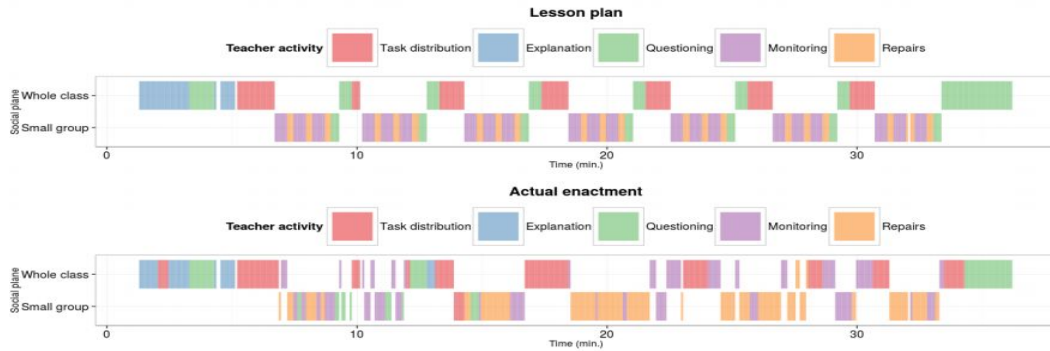 Lesson plan
Teacher activity Task distribution Explanation Questioning Monitoring Repairs
Social plane
Whole class
Small group
0 10 20 30
Time (min.)
Actual enactment
Teacher activity Task distribution Explanation Questioning Monitoring Repairs
Social plane
Whole class
Small group
0 10 20 30
Time (min.)